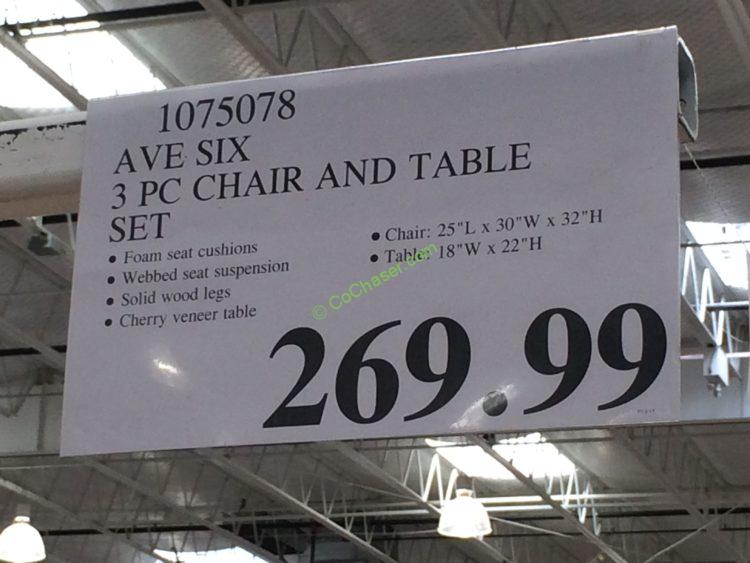 1075078
AVE SIX
3 PC CHAIR AND TABLE
SET
• Foam seat cushions
• Webbed seat suspension
• Solid wood legs
• Cherry veneer table
• Chair: 25"L x 30"W x 32"H
• Table: 18"W x 22"H
© CoChaser.com
269.99